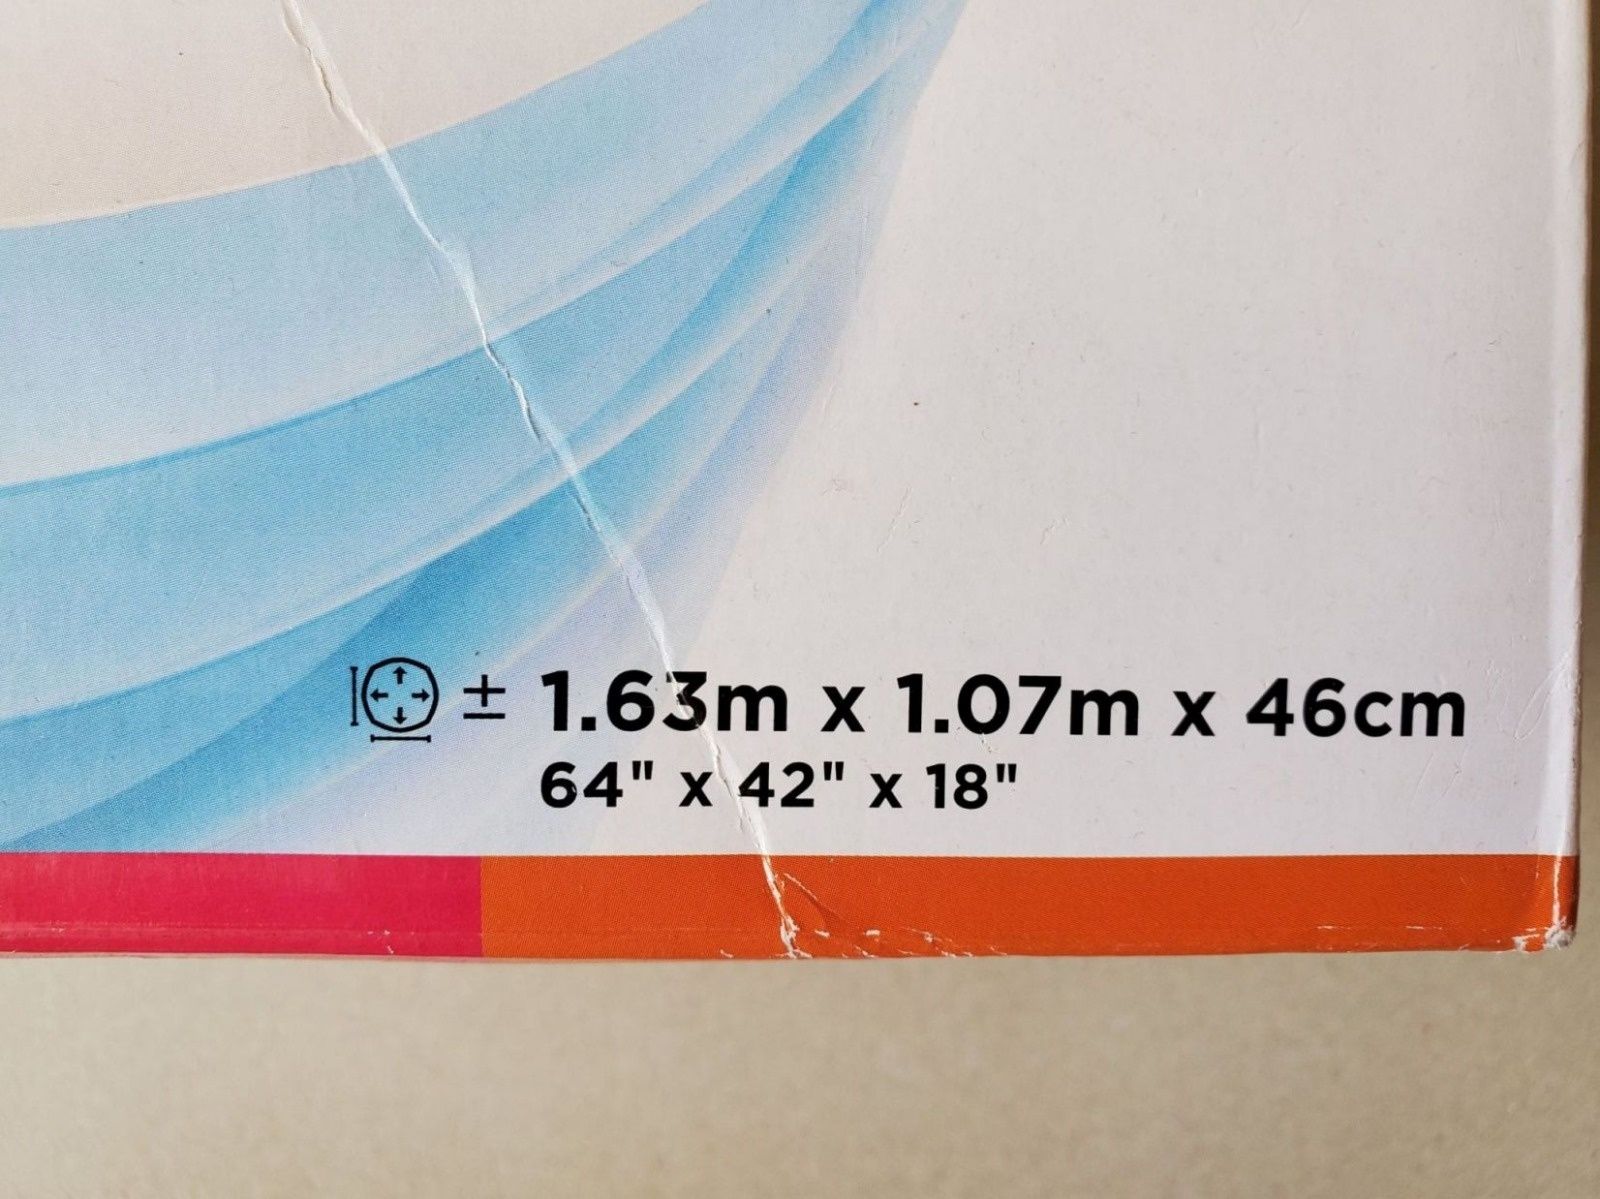 ± 1.63m x 1.07m x 46cm
64" x 42" x 18"